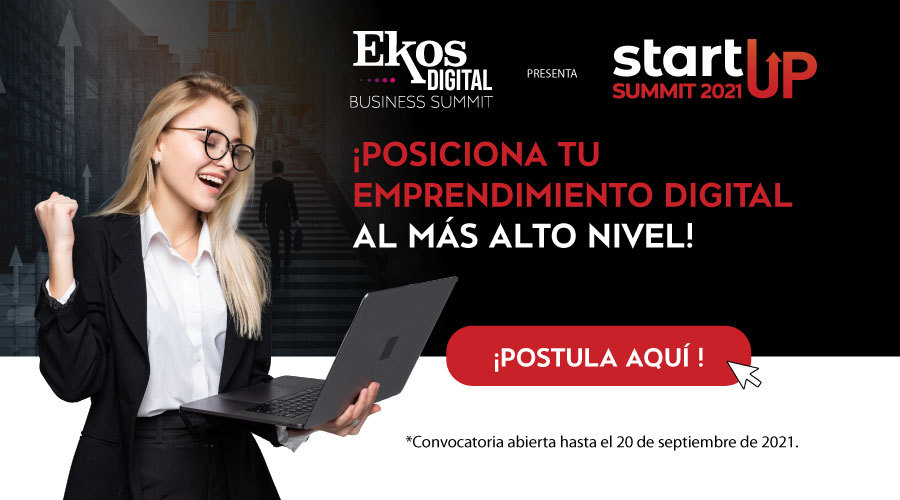 Ekos
DIGITAL
BUSINESS SUMMIT
PRESENTA
startUP
SUMMIT 2021
¡POSICIONA TU
EMPRENDIMIENTO DIGITAL
AL MÁS ALTO NIVEL!
¡POSTULA AQUÍ !
*Convocatoria abierta hasta el 20 de septiembre de 2021.